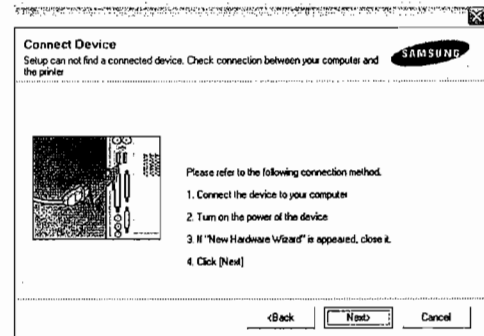 Connect Device
Setup can not find a connected device. Check connection between your computer and
the printer
SAMSUNG
Please refer to the following connection method.
1. Connect the device to your computer
2. Turn on the power of the device
3. If "New Hardware Wizard" is appeared, close it.
4. Click [Next]
<Back
Next>
Cancel